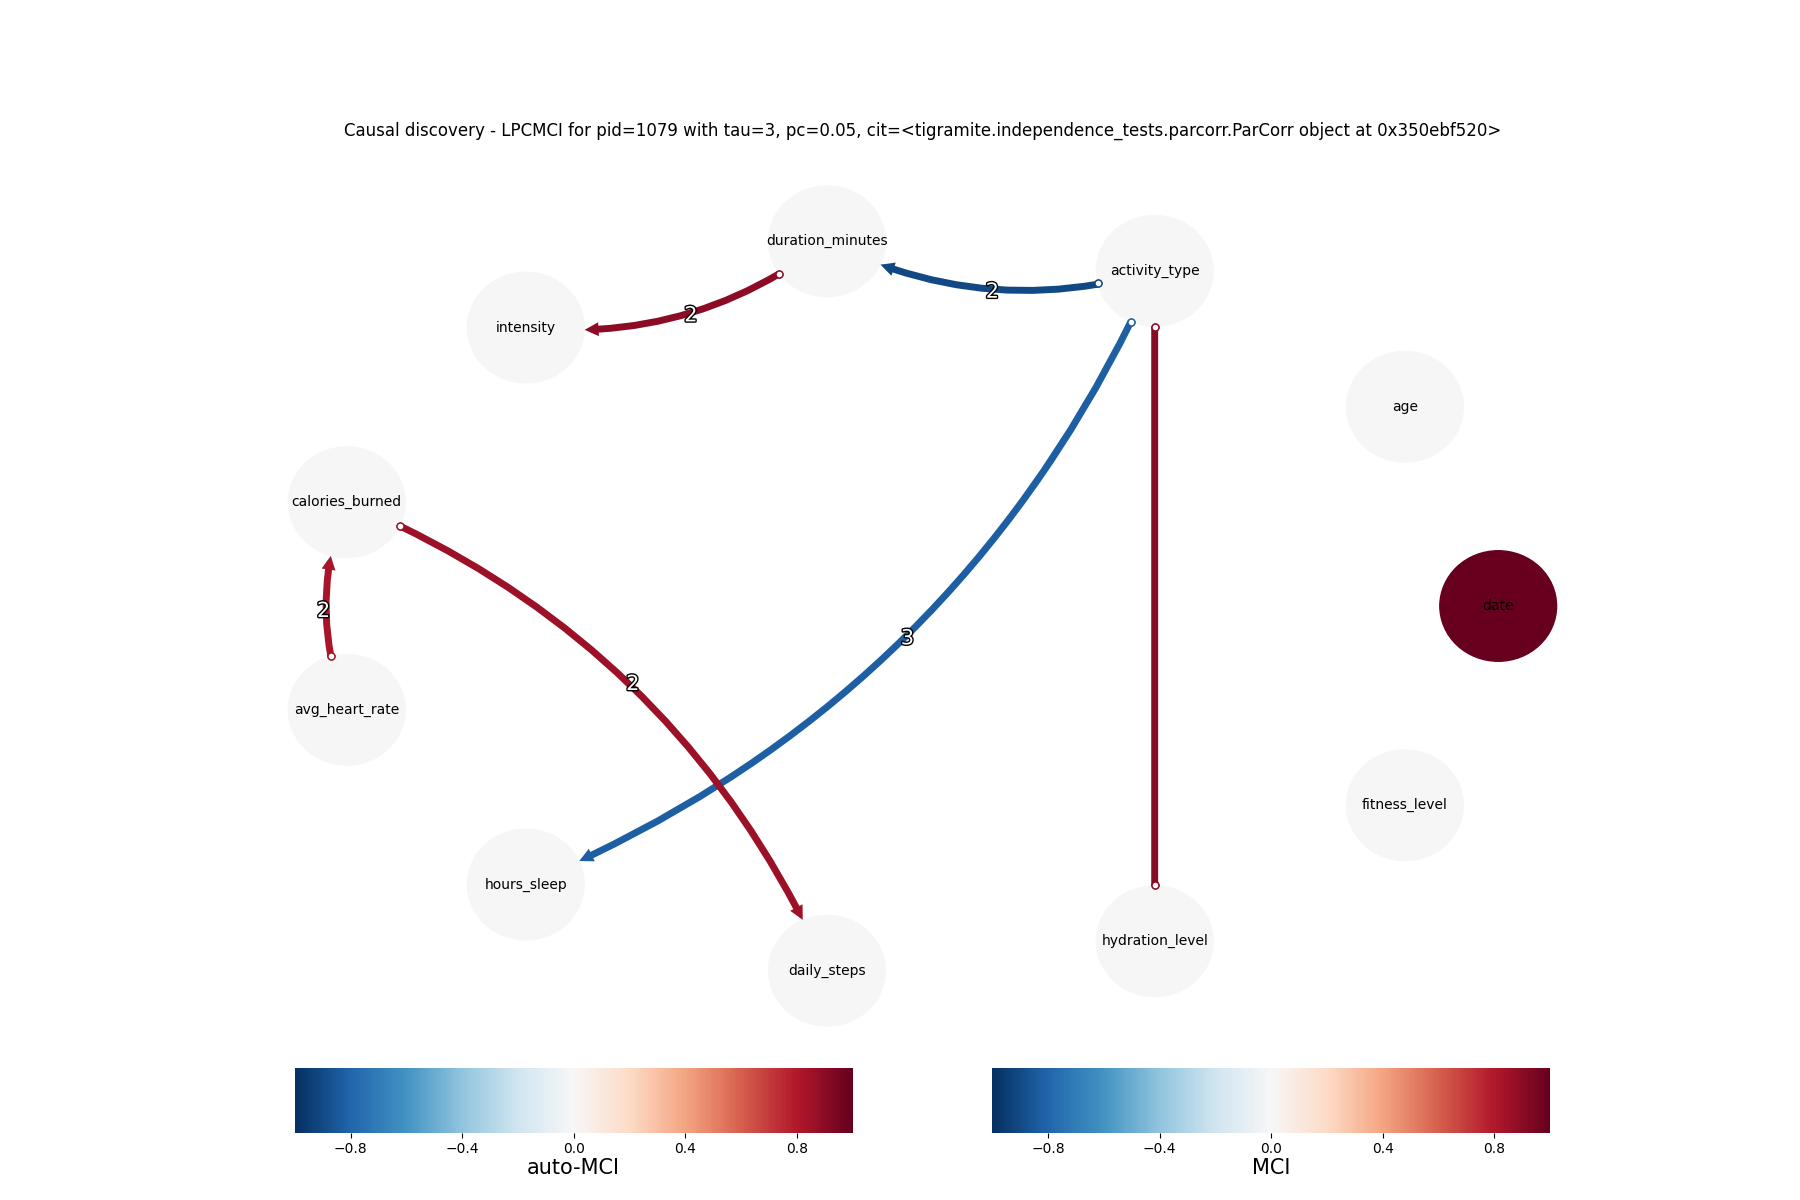 Causal discovery - LPCMCI for pid=1079 with tau=3, pc=0.05, cit=<tigramite.independence_tests.parcorr.ParCorr object at 0x350ebf520>
duration_minutes
activity_type
2
2
intensity
age
calories_burned
date
2
3
2
avg_heart_rate
fitness_level
hours_sleep
hydration_level
daily_steps
−0.8 −0.4 0.0 0.4 0.8
auto-MCI
−0.8 −0.4 0.0 0.4 0.8
MCI